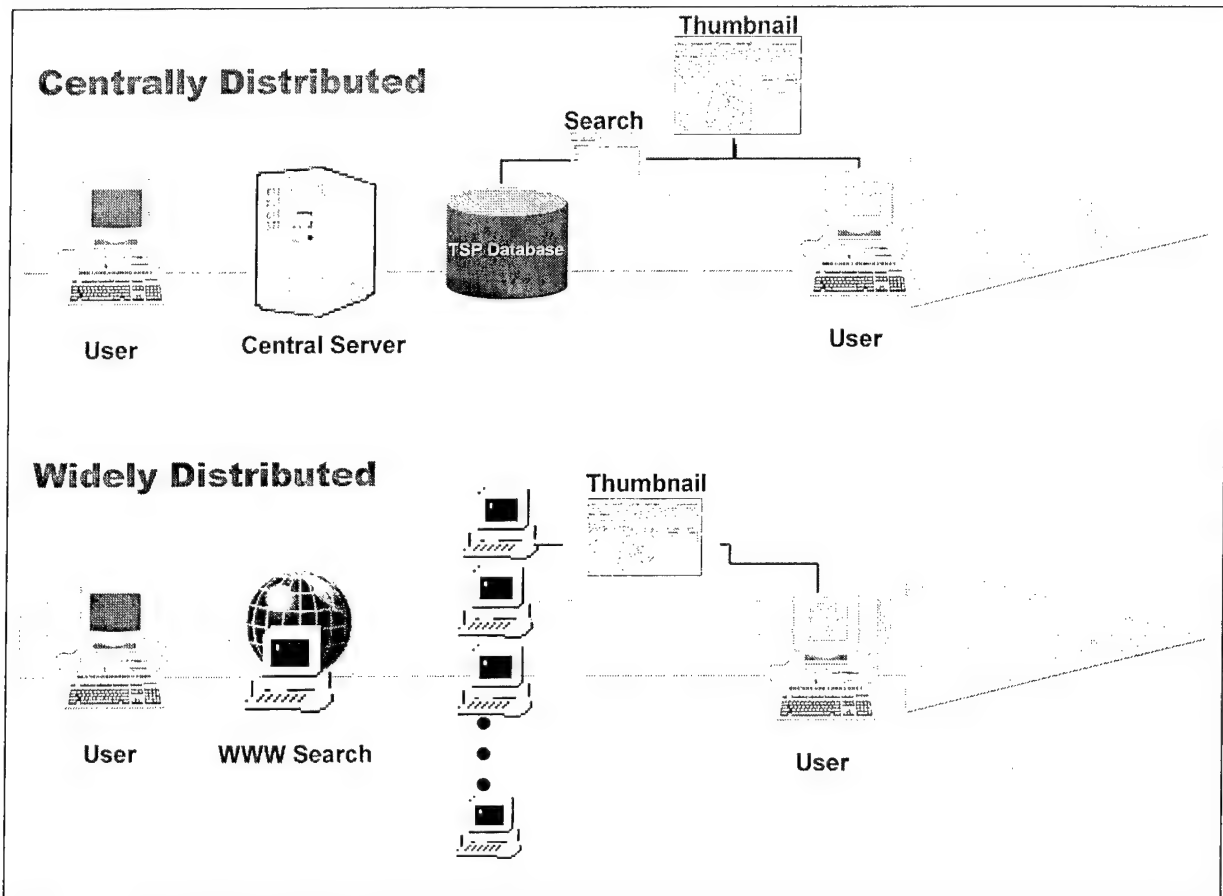 Thumbnail
Centrally Distributed
Search
TSP Database
User
Central Server
User
Widely Distributed
Thumbnail
User
WWW Search
User